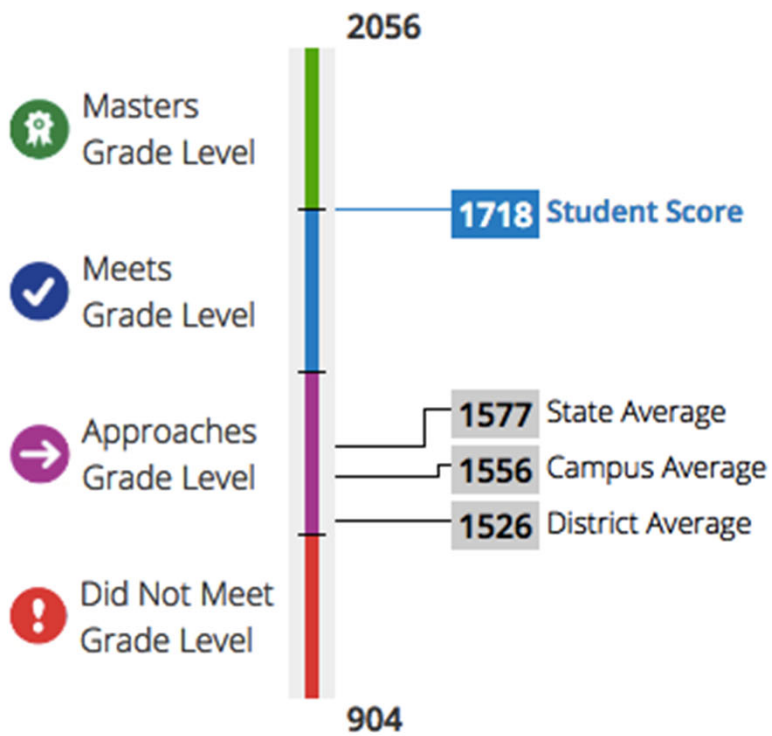 2056
Masters
Grade Level
1718 Student Score
Meets
Grade Level
1577 State Average
Approaches
Grade Level
1556 Campus Average
1526 District Average
Did Not Meet
Grade Level
904